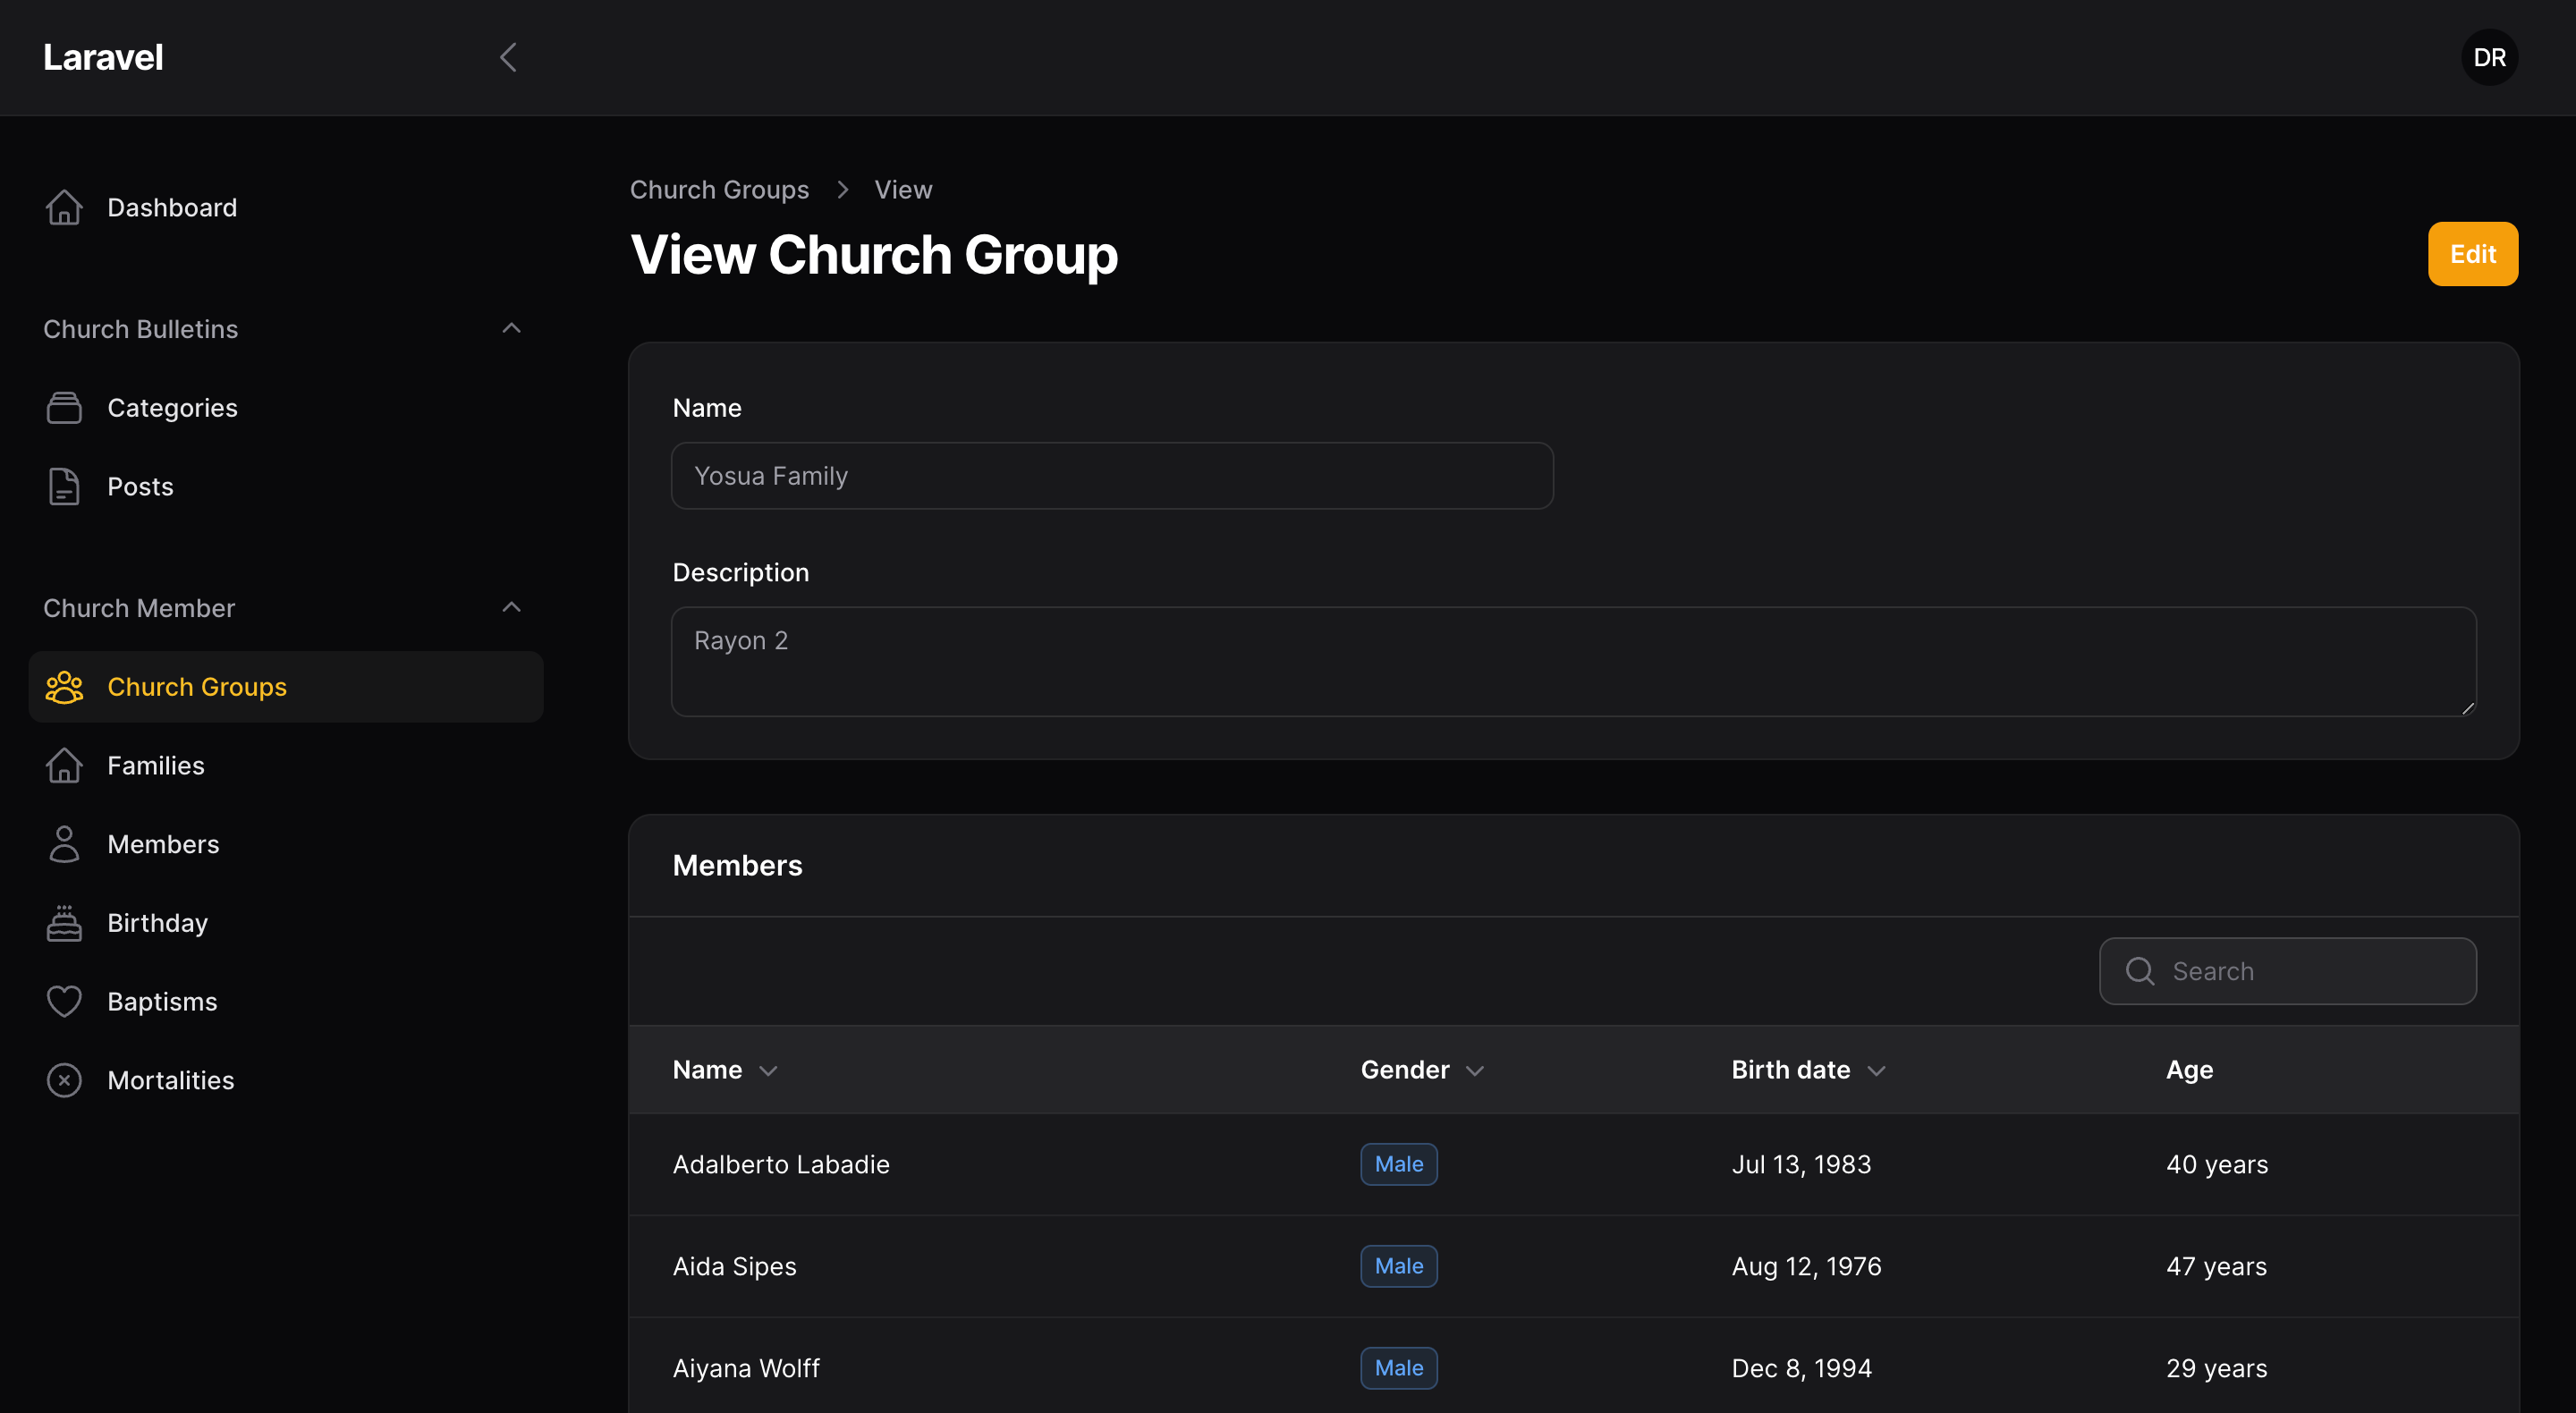 Laravel
DR
Dashboard
Church Bulletins
Categories
Posts
Church Member
Church Groups
Families
Members
Birthday
Baptisms
Mortalities
Church Groups > View
View Church Group
Edit
Name
Yosua Family
Description
Rayon 2
Members
Search
Name Gender Birth date Age
Adalberto Labadie Male Jul 13, 1983 40 years
Aida Sipes Male Aug 12, 1976 47 years
Aiyana Wolff Male Dec 8, 1994 29 years